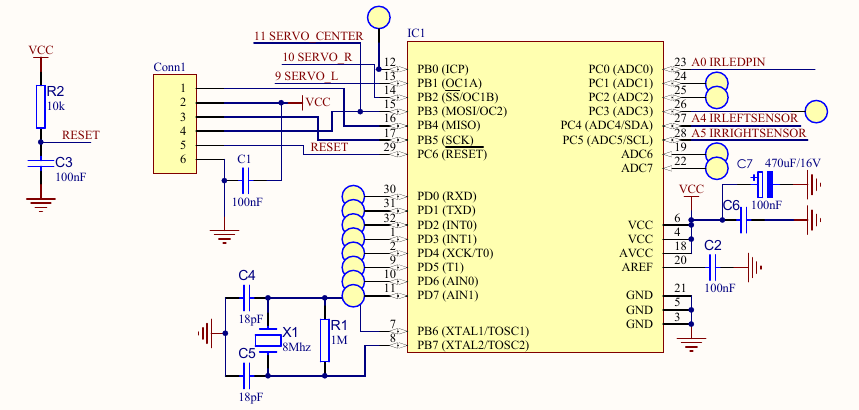 VCC
R2
10k
RESET
C3
100nF
Conn1
1
2
3
4
5
6
VCC
RESET
C1
100nF
11 SERVO_CENTER
10 SERVO_R
9 SERVO_L
IC1
12 PB0 (ICP)
13 PB1 (OC1A)
14 PB2 (SS/OC1B)
15 PB3 (MOSI/OC2)
16 PB4 (MISO)
17 PB5 (SCK)
29 PC6 (RESET)
30 PD0 (RXD)
31 PD1 (TXD)
32 PD2 (INT0)
1 PD3 (INT1)
2 PD4 (XCK/T0)
9 PD5 (T1)
10 PD6 (AIN0)
11 PD7 (AIN1)
7 PB6 (XTAL1/TOSC1)
8 PB7 (XTAL2/TOSC2)
PC0 (ADC0) 23 A0 IRLEDPIN
PC1 (ADC1) 24
PC2 (ADC2) 25
PC3 (ADC3) 26
PC4 (ADC4/SDA) 27 A4 IRLEFTSENSOR
PC5 (ADC5/SCL) 28 A5 IRRIGHTSENSOR
ADC6 19
ADC7 22
VCC 6
VCC 4
AVCC 18
AREF 20
GND 21
GND 5
GND 3
VCC
C7 470uF/16V
+
100nF
C6
C2
100nF
C4
18pF
X1
8Mhz
R1
1M
C5
18pF